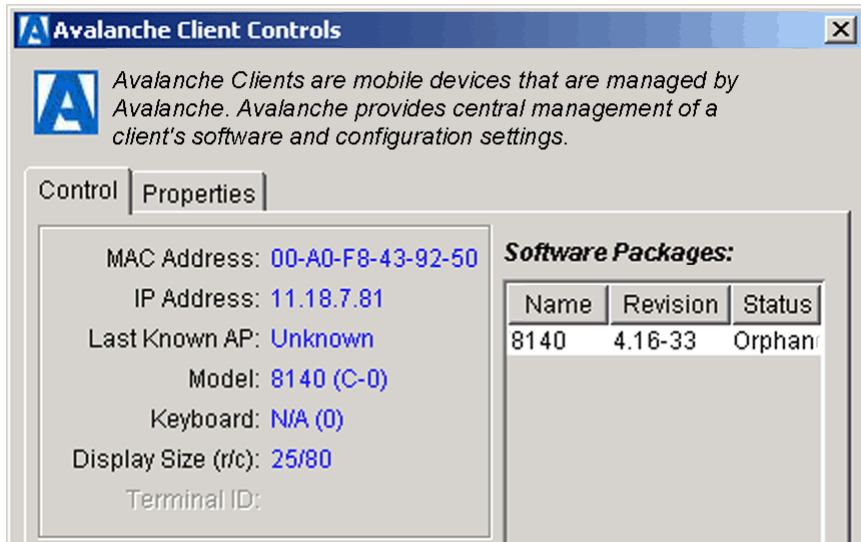 Avalanche Client Controls
Avalanche Clients are mobile devices that are managed by
Avalanche. Avalanche provides central management of a
client's software and configuration settings.
Control Properties
MAC Address: 00-A0-F8-43-92-50
IP Address: 11.18.7.81
Last Known AP: Unknown
Model: 8140 (C-0)
Keyboard: N/A (0)
Display Size (r/c): 25/80
Terminal ID:
Software Packages:
Name Revision Status
8140 4.16-33